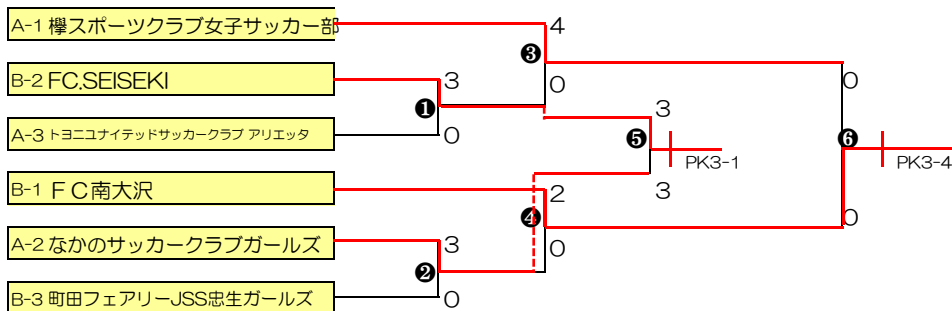 A-1 欅スポーツクラブ女子サッカー部
4
❸
B-2 FC.SEISEKI
3
0
0
❶
3
A-3 トヨニユナイテッドサッカークラブ アリエッタ
0
❺
❻
PK3-1
PK3-4
B-1 ＦＣ南大沢
2
3
❹
0
A-2 なかのサッカークラブガールズ
3
0
❷
B-3 町田フェアリーJSS忠生ガールズ
0